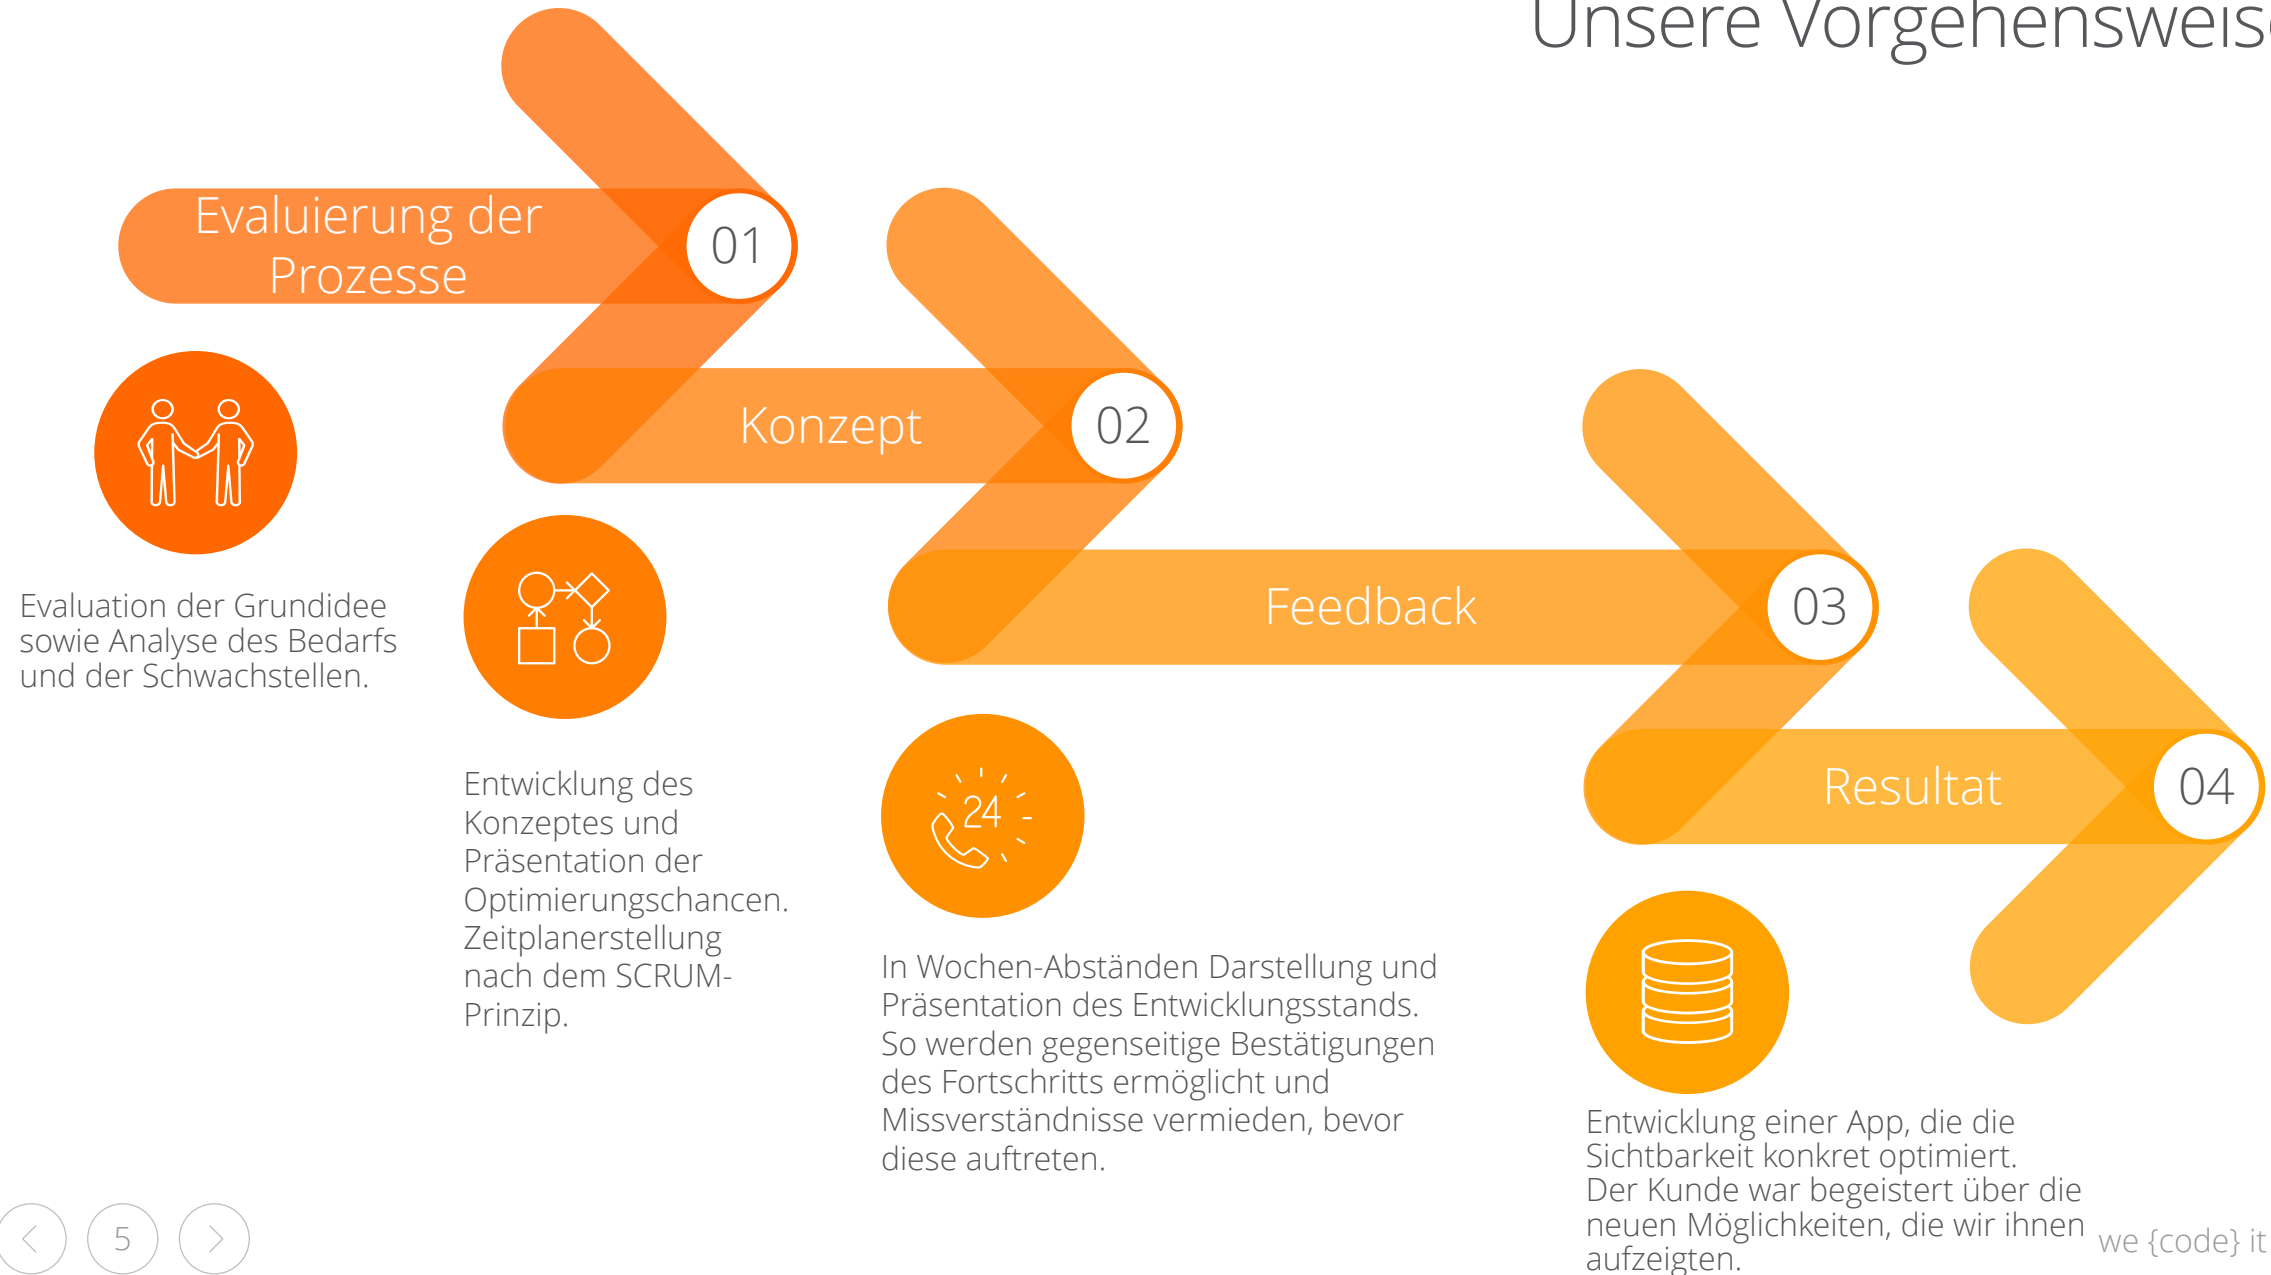 Unsere Vorgehensweise
Evaluierung der
Prozesse
01
Konzept
02
Feedback
03
Resultat
04
Evaluation der Grundidee
sowie Analyse des Bedarfs
und der Schwachstellen.
Entwicklung des
Konzeptes und
Präsentation der
Optimierungschancen.
Zeitplanerstellung
nach dem SCRUM-
Prinzip.
24
In Wochen-Abständen Darstellung und
Präsentation des Entwicklungsstands.
So werden gegenseitige Bestätigungen
des Fortschritts ermöglicht und
Missverständnisse vermieden, bevor
diese auftreten.
Entwicklung einer App, die die
Sichtbarkeit konkret optimiert.
Der Kunde war begeistert über die
neuen Möglichkeiten, die wir ihnen
aufzeigten.
5
we {code} it